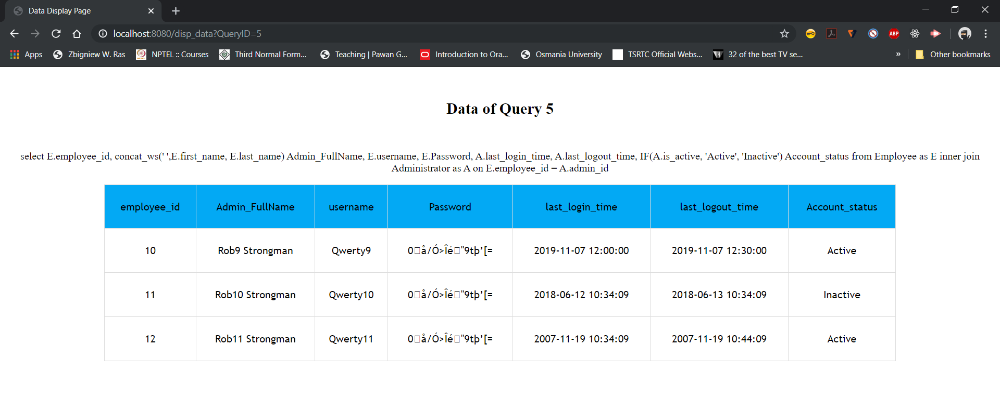 Data Display Page
localhost:8080/disp_data?QueryID=5
ABP
Apps Zbigniew W. Ras NPTEL :: Courses Third Normal Form... Teaching | Pawan G... Introduction to Ora... Osmania University TSRTC Official Webs... 32 of the best TV se... » Other bookmarks
Data of Query 5
select E.employee_id, concat_ws(' ',E.first_name, E.last_name) Admin_FullName, E.username, E.Password, A.last_login_time, A.last_logout_time, IF(A.is_active, 'Active', 'Inactive') Account_status from Employee as E inner join
Administrator as A on E.employee_id = A.admin_id
employee_id Admin_FullName username Password last_login_time last_logout_time Account_status
10 Rob9 Strongman Qwerty9 0□å/Ó>Îé□"9tþ’[= 2019-11-07 12:00:00 2019-11-07 12:30:00 Active
11 Rob10 Strongman Qwerty10 0□å/Ó>Îé□"9tþ’[= 2018-06-12 10:34:09 2018-06-13 10:34:09 Inactive
12 Rob11 Strongman Qwerty11 0□å/Ó>Îé□"9tþ’[= 2007-11-19 10:34:09 2007-11-19 10:44:09 Active